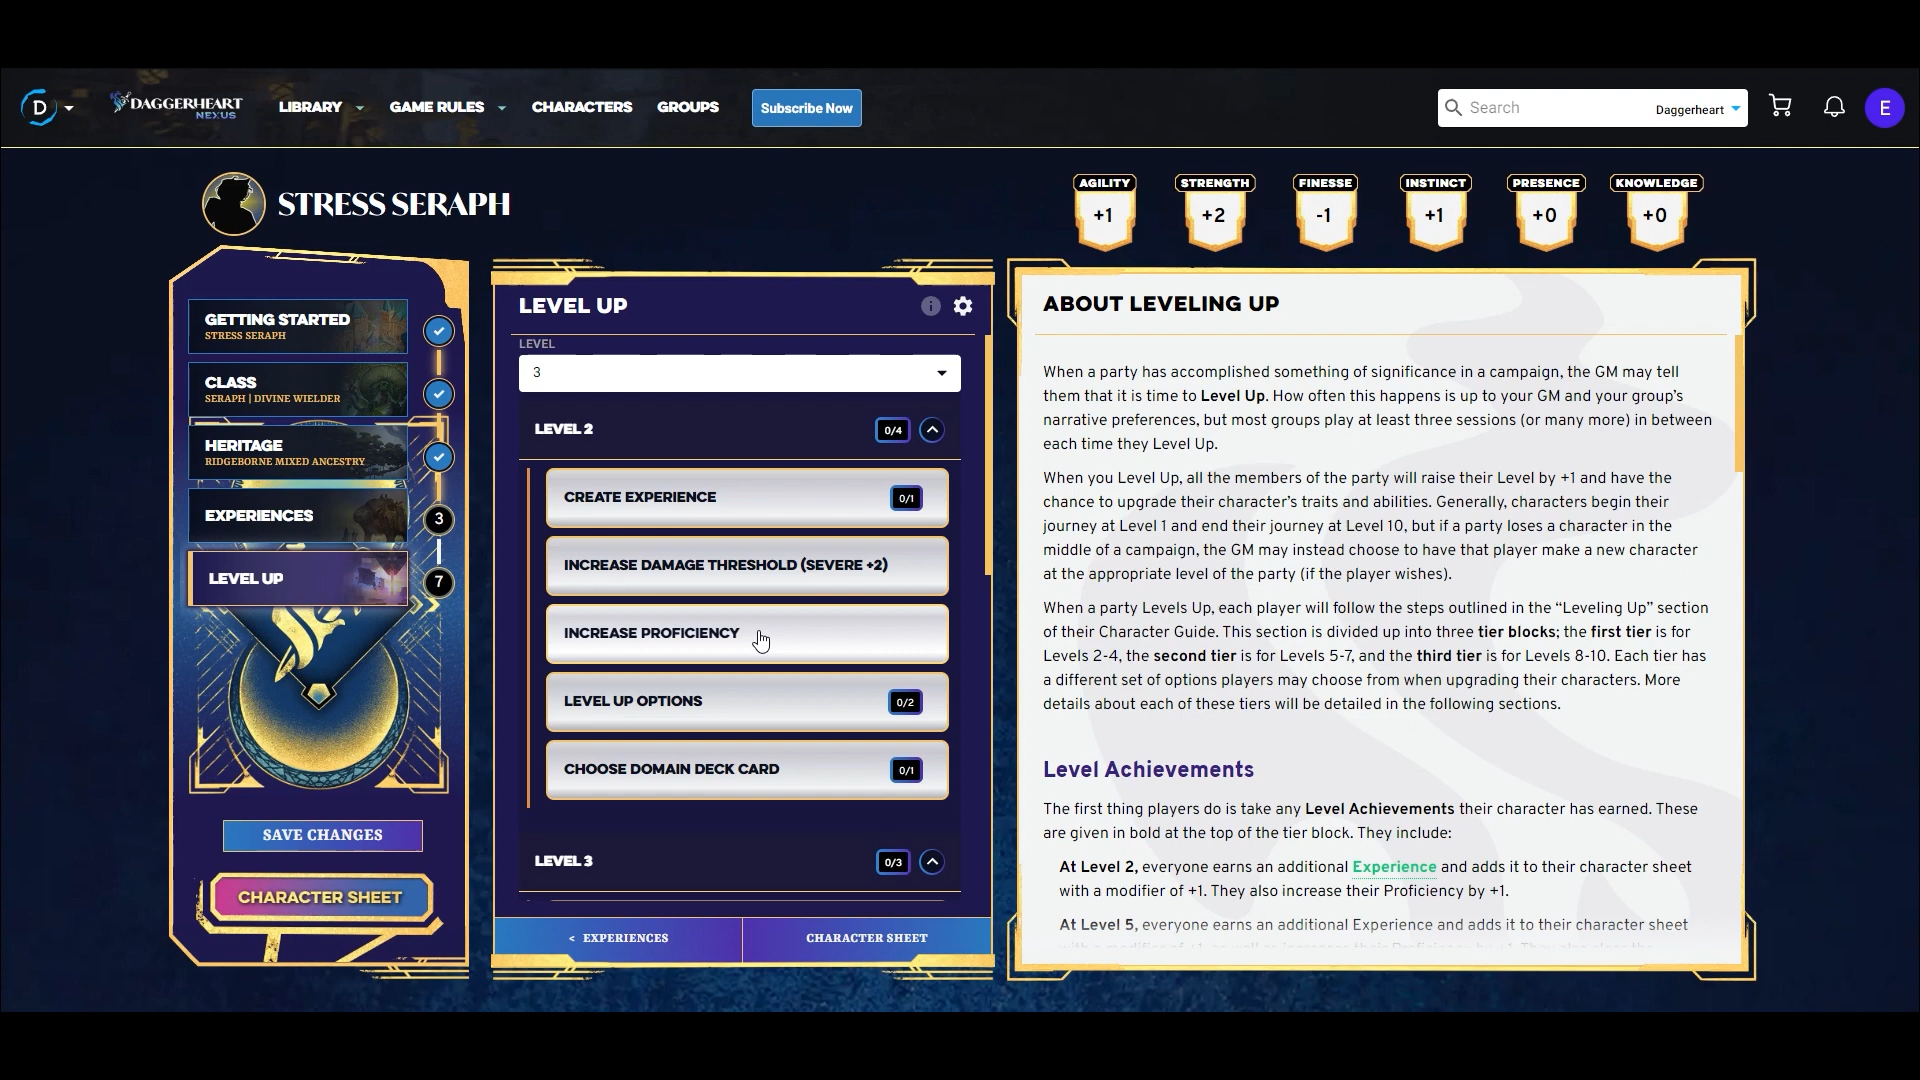 D
DAGGERHEART
NEXUS
LIBRARY
GAME RULES
CHARACTERS
GROUPS
Subscribe Now
Search
Daggerheart
E
STRESS SERAPH
AGILITY
+1
STRENGTH
+2
FINESSE
-1
INSTINCT
+1
PRESENCE
+0
KNOWLEDGE
+0
GETTING STARTED
STRESS SERAPH
CLASS
SERAPH | DIVINE WIELDER
HERITAGE
RIDGEBORNE MIXED ANCESTRY
EXPERIENCES
3
LEVEL UP
7
SAVE CHANGES
CHARACTER SHEET
LEVEL UP
LEVEL
3
LEVEL 2
0/4
CREATE EXPERIENCE
0/1
INCREASE DAMAGE THRESHOLD (SEVERE +2)
INCREASE PROFICIENCY
LEVEL UP OPTIONS
0/2
CHOOSE DOMAIN DECK CARD
0/1
LEVEL 3
0/3
< EXPERIENCES
CHARACTER SHEET
ABOUT LEVELING UP
When a party has accomplished something of significance in a campaign, the GM may tell
them that it is time to Level Up. How often this happens is up to your GM and your group's
narrative preferences, but most groups play at least three sessions (or many more) in between
each time they Level Up.
When you Level Up, all the members of the party will raise their Level by +1 and have the
chance to upgrade their character's traits and abilities. Generally, characters begin their
journey at Level 1 and end their journey at Level 10, but if a party loses a character in the
middle of a campaign, the GM may instead choose to have that player make a new character
at the appropriate level of the party (if the player wishes).
When a party Levels Up, each player will follow the steps outlined in the “Leveling Up” section
of their Character Guide. This section is divided up into three tier blocks; the first tier is for
Levels 2-4, the second tier is for Levels 5-7, and the third tier is for Levels 8-10. Each tier has
a different set of options players may choose from when upgrading their characters. More
details about each of these tiers will be detailed in the following sections.
Level Achievements
The first thing players do is take any Level Achievements their character has earned. These
are given in bold at the top of the tier block. They include:
At Level 2, everyone earns an additional Experience and adds it to their character sheet
with a modifier of +1. They also increase their Proficiency by +1.
At Level 5, everyone earns an additional Experience and adds it to their character sheet